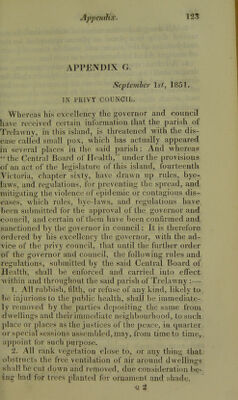 Appendix. 123
APPENDIX G.
September 1st, 1851.
IN PRIVY COUNCIL.
Whereas his excellency the governor and council
have received certain information that the parish of
Trelawny, in this island, is threatened with the dis-
ease called small pox, which has actually appeared
in several places in the said parish: And whereas
"the Central Board of Health," under the provisions
of an act of the legislature of this island, fourteenth
Victoria, chapter sixty, have drawn up rules, bye-
laws, and regulations, for preventing the spread, and
mitigating the violence of epidemic or contagious dis-
eases, which rules, bye-laws, and regulations have
been submitted for the approval of the governor and
council, and certain of them have been confirmed and
sanctioned by the governor in council: It is therefore
ordered by his excellency the governor, with the ad-
vice of the privy council, that until the further order
of the governor and council, the following rules and
regulations, submitted by the said Central Board of
Health, shall be enforced and carried into effect
within and throughout the said parish of Trelawny:—
1. All rubbish, filth, or refuse of any kind, likely to
be injurious to the public health, shall be immediate-
ly removed by the parties depositing the same from
dwellings and their immediate neighbourhood, to such
place or places as the justices of the peace, in quarter
or special sessions assembled, may, from time to time,
appoint for such purpose.
2. All rank vegetation close to, or any thing that
obstructs the free ventilation of air around dwellings
shall be cut down and removed, due consideration be-
ing had for trees planted for ornament and shade.
Q 2